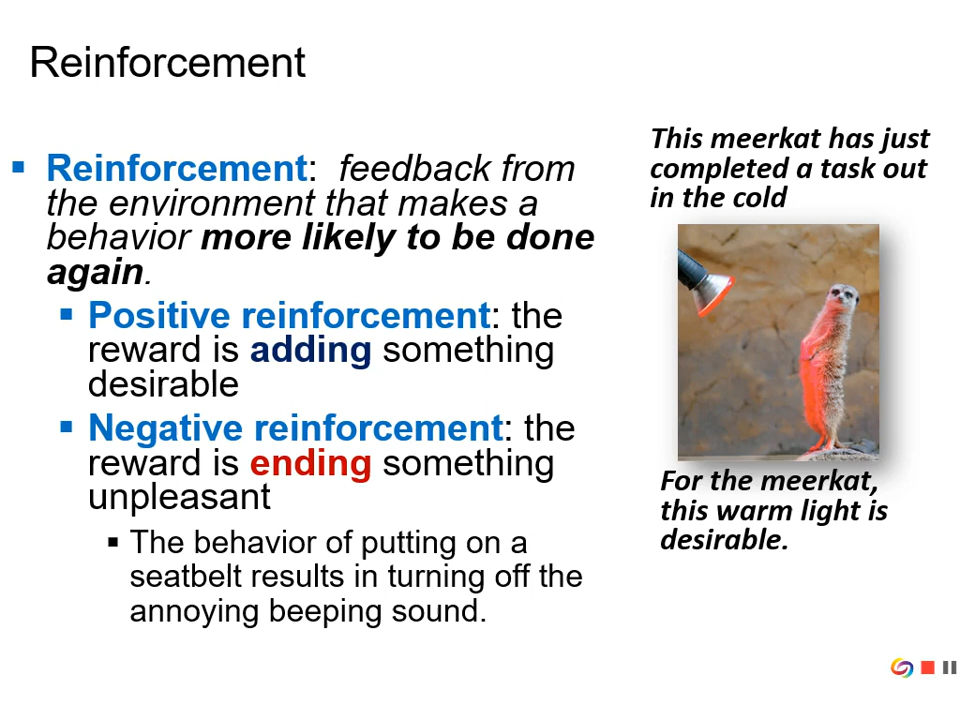 Reinforcement
Reinforcement: feedback from
the environment that makes a
behavior more likely to be done
again.
Positive reinforcement: the
reward is adding something
desirable
Negative reinforcement: the
reward is ending something
unpleasant
The behavior of putting on a
seatbelt results in turning off the
annoying beeping sound.
This meerkat has just
completed a task out
in the cold
For the meerkat,
this warm light is
desirable.